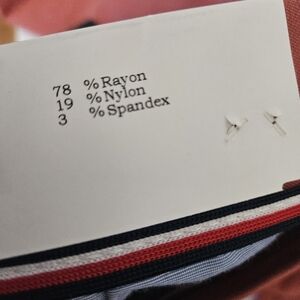 78 % Rayon
19 % Nylon
3 % Spandex